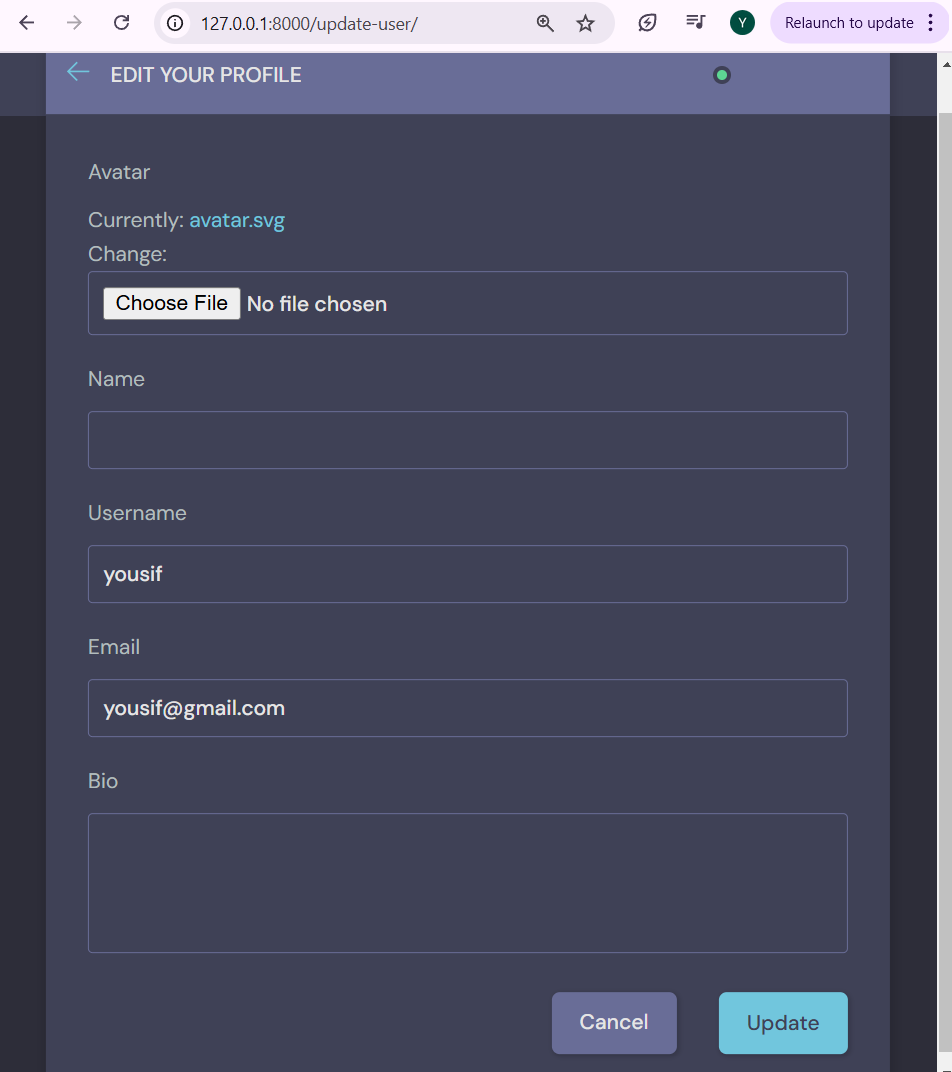 127.0.0.1:8000/update-user/
Y
Relaunch to update
EDIT YOUR PROFILE
Avatar
Currently: avatar.svg
Change:
Choose File No file chosen
Name
Username
yousif
Email
yousif@gmail.com
Bio
Cancel
Update